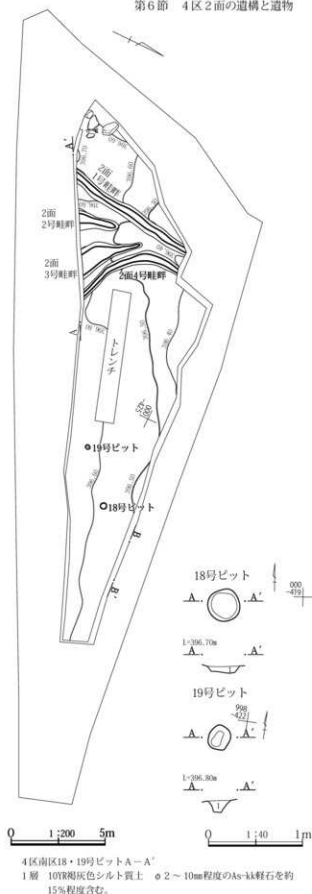 第6節 4区2面の遺構と遺物
A'
2面
1号畦畔
2面
2号畦畔
2面
3号畦畔
2面4号畦畔
A
トレンチ
000
-425
19号ピット
18号ピット
B
B'
18号ピット
000
-419
A A'
L=396.70m
A A'
19号ピット
998
-422
A A'
L=396.80m
A A'
1
0 1:200 5m
0 1:40 1m
4区南区18・19号ピットA－A'
1層 10YR褐灰色シルト質土 φ2～10mm程度のAs-kk軽石を約
15%程度含む。